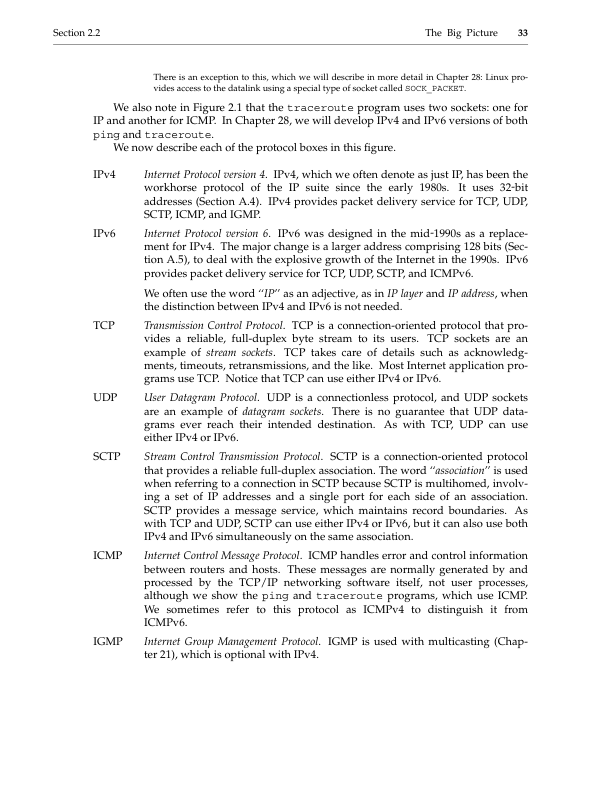 Section 2.2 The Big Picture 33
There is an exception to this, which we will describe in more detail in Chapter 28: Linux pro-
vides access to the datalink using a special type of socket called SOCK_PACKET.
We also note in Figure 2.1 that the traceroute program uses two sockets: one for
IP and another for ICMP. In Chapter 28, we will develop IPv4 and IPv6 versions of both
ping and traceroute.
We now describe each of the protocol boxes in this figure.
IPv4 Internet Protocol version 4. IPv4, which we often denote as just IP, has been the
workhorse protocol of the IP suite since the early 1980s. It uses 32-bit
addresses (Section A.4). IPv4 provides packet delivery service for TCP, UDP,
SCTP, ICMP, and IGMP.
IPv6 Internet Protocol version 6. IPv6 was designed in the mid-1990s as a replace-
ment for IPv4. The major change is a larger address comprising 128 bits (Sec-
tion A.5), to deal with the explosive growth of the Internet in the 1990s. IPv6
provides packet delivery service for TCP, UDP, SCTP, and ICMPv6.
We often use the word ‘‘IP’’ as an adjective, as in IP layer and IP address, when
the distinction between IPv4 and IPv6 is not needed.
TCP Transmission Control Protocol. TCP is a connection-oriented protocol that pro-
vides a reliable, full-duplex byte stream to its users. TCP sockets are an
example of stream sockets. TCP takes care of details such as acknowledg-
ments, timeouts, retransmissions, and the like. Most Internet application pro-
grams use TCP. Notice that TCP can use either IPv4 or IPv6.
UDP User Datagram Protocol. UDP is a connectionless protocol, and UDP sockets
are an example of datagram sockets. There is no guarantee that UDP data-
grams ever reach their intended destination. As with TCP, UDP can use
either IPv4 or IPv6.
SCTP Stream Control Transmission Protocol. SCTP is a connection-oriented protocol
that provides a reliable full-duplex association. The word ‘‘association’’ is used
when referring to a connection in SCTP because SCTP is multihomed, involv-
ing a set of IP addresses and a single port for each side of an association.
SCTP provides a message service, which maintains record boundaries. As
with TCP and UDP, SCTP can use either IPv4 or IPv6, but it can also use both
IPv4 and IPv6 simultaneously on the same association.
ICMP Internet Control Message Protocol. ICMP handles error and control information
between routers and hosts. These messages are normally generated by and
processed by the TCP/IP networking software itself, not user processes,
although we show the ping and traceroute programs, which use ICMP.
We sometimes refer to this protocol as ICMPv4 to distinguish it from
ICMPv6.
IGMP Internet Group Management Protocol. IGMP is used with multicasting (Chap-
ter 21), which is optional with IPv4.